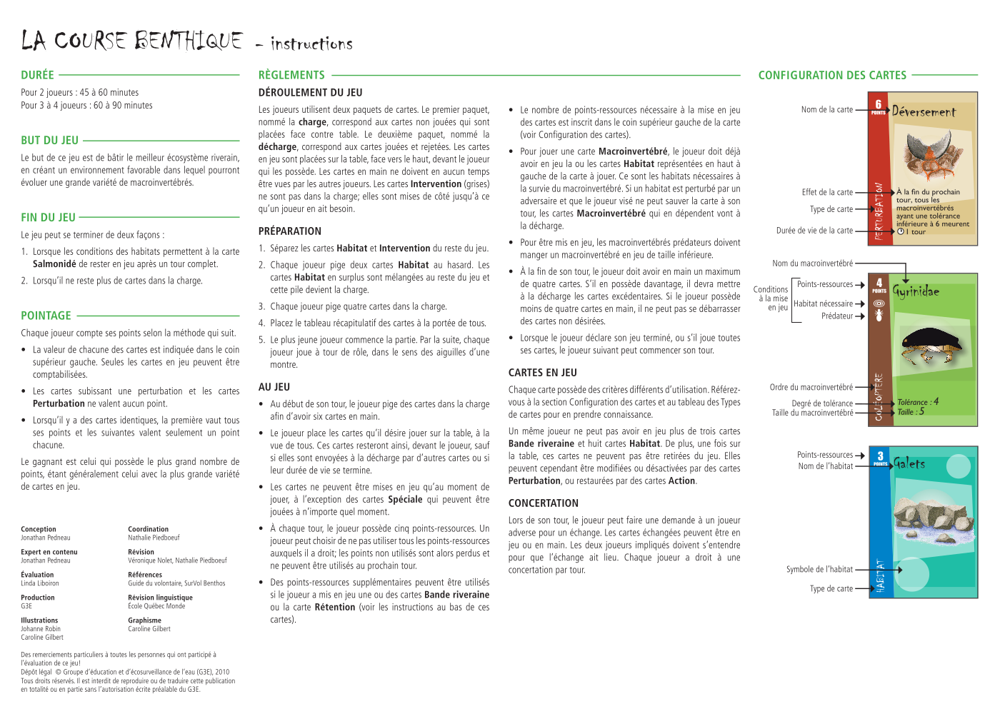 LA COURSE BENTHIQUE - instructions
DURÉE
Pour 2 joueurs : 45 à 60 minutes
Pour 3 à 4 joueurs : 60 à 90 minutes
BUT DU JEU
Le but de ce jeu est de bâtir le meilleur écosystème riverain,
en créant un environnement favorable dans lequel pourront
évoluer une grande variété de macroinvertébrés.
FIN DU JEU
Le jeu peut se terminer de deux façons :
1. Lorsque les conditions des habitats permettent à la carte
Salmonidé de rester en jeu après un tour complet.
2. Lorsqu'il ne reste plus de cartes dans la charge.
POINTAGE
Chaque joueur compte ses points selon la méthode qui suit.
• La valeur de chacune des cartes est indiquée dans le coin
supérieur gauche. Seules les cartes en jeu peuvent être
comptabilisées.
• Les cartes subissant une perturbation et les cartes
Perturbation ne valent aucun point.
• Lorsqu'il y a des cartes identiques, la première vaut tous
ses points et les suivantes valent seulement un point
chacune.
Le gagnant est celui qui possède le plus grand nombre de
points, étant généralement celui avec la plus grande variété
de cartes en jeu.
Conception
Jonathan Pedneau
Expert en contenu
Jonathan Pedneau
Évaluation
Linda Liboiron
Production
G3E
Illustrations
Johanne Robin
Caroline Gilbert
Coordination
Nathalie Piedboeuf
Révision
Véronique Nolet, Nathalie Piedboeuf
Références
Guide du volontaire, SurVol Benthos
Révision linguistique
École Québec Monde
Graphisme
Caroline Gilbert
Des remerciements particuliers à toutes les personnes qui ont participé à
l'évaluation de ce jeu!
Dépôt légal © Groupe d'éducation et d'écosurveillance de l'eau (G3E), 2010
Tous droits réservés. Il est interdit de reproduire ou de traduire cette publication
en totalité ou en partie sans l'autorisation écrite préalable du G3E.
RÈGLEMENTS
DÉROULEMENT DU JEU
Les joueurs utilisent deux paquets de cartes. Le premier paquet,
nommé la charge, correspond aux cartes non jouées qui sont
placées face contre table. Le deuxième paquet, nommé la
décharge, correspond aux cartes jouées et rejetées. Les cartes
en jeu sont placées sur la table, face vers le haut, devant le joueur
qui les possède. Les cartes en main ne doivent en aucun temps
être vues par les autres joueurs. Les cartes Intervention (grises)
ne sont pas dans la charge; elles sont mises de côté jusqu'à ce
qu'un joueur en ait besoin.
PRÉPARATION
1. Séparez les cartes Habitat et Intervention du reste du jeu.
2. Chaque joueur pige deux cartes Habitat au hasard. Les
cartes Habitat en surplus sont mélangées au reste du jeu et
cette pile devient la charge.
3. Chaque joueur pige quatre cartes dans la charge.
4. Placez le tableau récapitulatif des cartes à la portée de tous.
5. Le plus jeune joueur commence la partie. Par la suite, chaque
joueur joue à tour de rôle, dans le sens des aiguilles d'une
montre.
AU JEU
• Au début de son tour, le joueur pige des cartes dans la charge
afin d'avoir six cartes en main.
• Le joueur place les cartes qu'il désire jouer sur la table, à la
vue de tous. Ces cartes resteront ainsi, devant le joueur, sauf
si elles sont envoyées à la décharge par d'autres cartes ou si
leur durée de vie se termine.
• Les cartes ne peuvent être mises en jeu qu'au moment de
jouer, à l'exception des cartes Spéciale qui peuvent être
jouées à n'importe quel moment.
• À chaque tour, le joueur possède cinq points-ressources. Un
joueur peut choisir de ne pas utiliser tous les points-ressources
auxquels il a droit; les points non utilisés sont alors perdus et
ne peuvent être utilisés au prochain tour.
• Des points-ressources supplémentaires peuvent être utilisés
si le joueur a mis en jeu une ou des cartes Bande riveraine
ou la carte Rétention (voir les instructions au bas de ces
cartes).
• Le nombre de points-ressources nécessaire à la mise en jeu
des cartes est inscrit dans le coin supérieur gauche de la carte
(voir Configuration des cartes).
• Pour jouer une carte Macroinvertébré, le joueur doit déjà
avoir en jeu la ou les cartes Habitat représentées en haut à
gauche de la carte à jouer. Ce sont les habitats nécessaires à
la survie du macroinvertébré. Si un habitat est perturbé par un
adversaire et que le joueur visé ne peut sauver la carte à son
tour, les cartes Macroinvertébré qui en dépendent vont à
la décharge.
• Pour être mis en jeu, les macroinvertébrés prédateurs doivent
manger un macroinvertébré en jeu de taille inférieure.
• À la fin de son tour, le joueur doit avoir en main un maximum
de quatre cartes. S'il en possède davantage, il devra mettre
à la décharge les cartes excédentaires. Si le joueur possède
moins de quatre cartes en main, il ne peut pas se débarrasser
des cartes non désirées.
• Lorsque le joueur déclare son jeu terminé, ou s'il joue toutes
ses cartes, le joueur suivant peut commencer son tour.
CARTES EN JEU
Chaque carte possède des critères différents d'utilisation. Référez-
vous à la section Configuration des cartes et au tableau des Types
de cartes pour en prendre connaissance.
Un même joueur ne peut pas avoir en jeu plus de trois cartes
Bande riveraine et huit cartes Habitat. De plus, une fois sur
la table, ces cartes ne peuvent pas être retirées du jeu. Elles
peuvent cependant être modifiées ou désactivées par des cartes
Perturbation, ou restaurées par des cartes Action.
CONCERTATION
Lors de son tour, le joueur peut faire une demande à un joueur
adverse pour un échange. Les cartes échangées peuvent être en
jeu ou en main. Les deux joueurs impliqués doivent s'entendre
pour que l'échange ait lieu. Chaque joueur a droit à une
concertation par tour.
CONFIGURATION DES CARTES
Nom de la carte
Effet de la carte
Type de carte
Durée de vie de la carte
6
POINTS
Déversement
PERTURBATION
À la fin du prochain
tour, tous les
macroinvertébrés
ayant une tolérance
inférieure à 6 meurent
1 tour
Nom du macroinvertébré
Conditions
à la mise
en jeu
Points-ressources
Habitat nécessaire
Prédateur
Ordre du macroinvertébré
Degré de tolérance
Taille du macroinvertébré
4
POINTS
Gyrinidae
COLÉOPTÈRE
Tolérance : 4
Taille : 5
Points-ressources
Nom de l'habitat
Symbole de l'habitat
Type de carte
3
POINTS
Galets
HABITAT